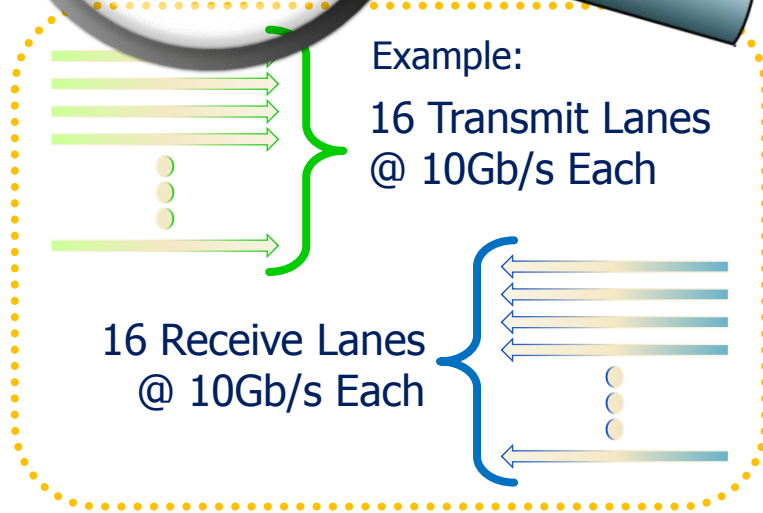 Example:
16 Transmit Lanes
@ 10Gb/s Each
16 Receive Lanes
@ 10Gb/s Each